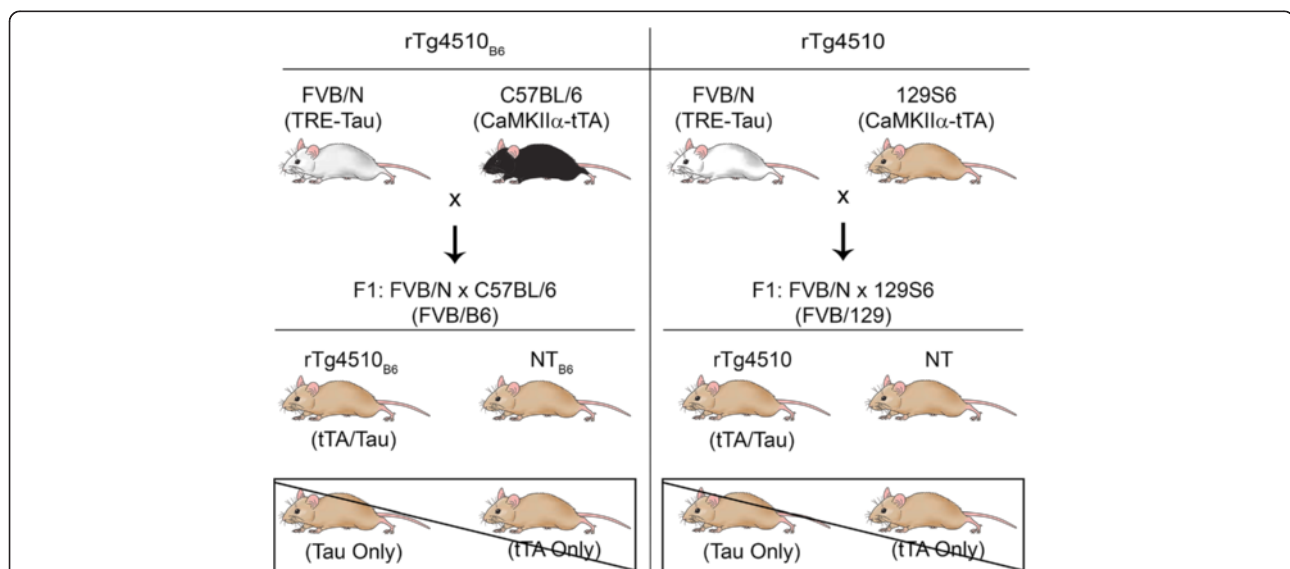 rTg4510B6
rTg4510
FVB/N
(TRE-Tau)
C57BL/6
(CaMKIIα-tTA)
FVB/N
(TRE-Tau)
129S6
(CaMKIIα-tTA)
x
x
F1: FVB/N x C57BL/6
(FVB/B6)
F1: FVB/N x 129S6
(FVB/129)
rTg4510B6
NTB6
rTg4510
NT
(tTA/Tau)
(tTA/Tau)
(Tau Only)
(tTA Only)
(Tau Only)
(tTA Only)